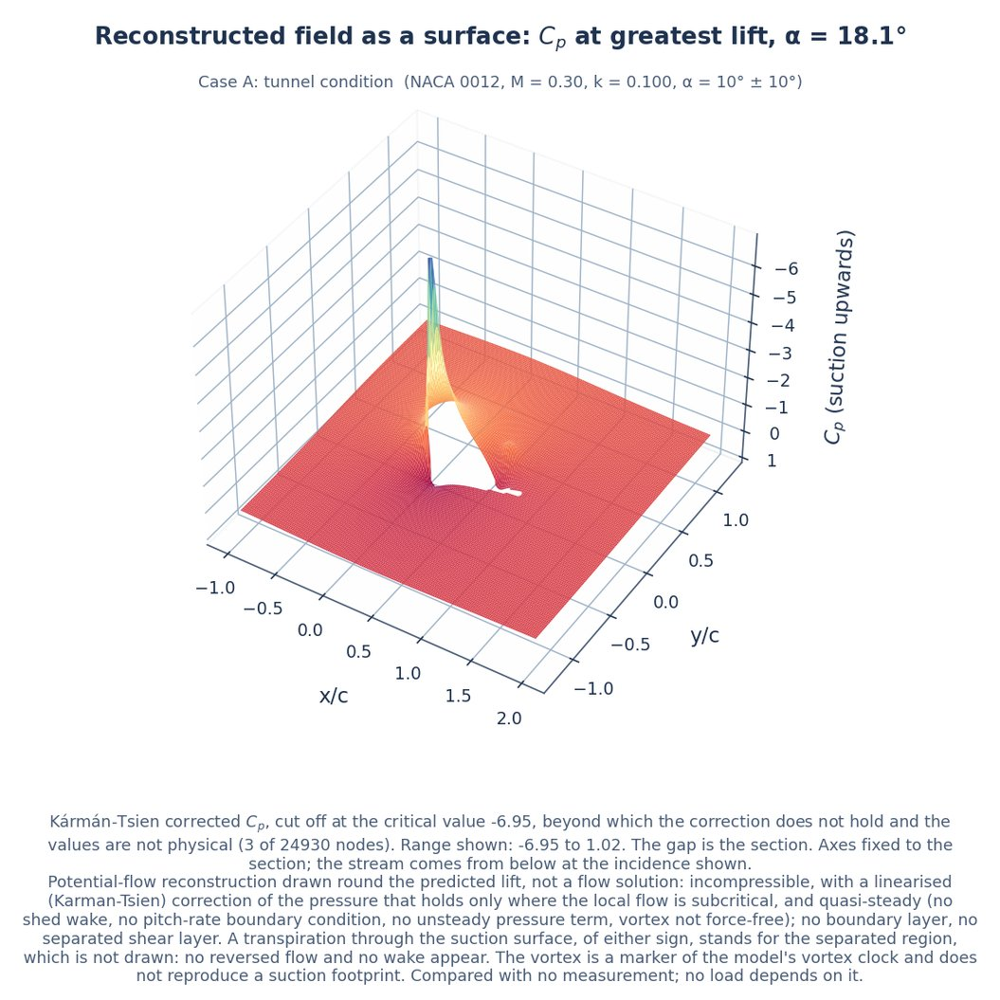 Reconstructed field as a surface: Cp at greatest lift, α = 18.1°
Case A: tunnel condition (NACA 0012, M = 0.30, k = 0.100, α = 10° ± 10°)
−6
−5
−4
−3
−2
−1
0
1
Cp (suction upwards)
1.0
0.5
0.0
−0.5
−1.0
y/c
−1.0
−0.5
0.0
0.5
1.0
1.5
2.0
x/c
Kármán-Tsien corrected Cp, cut off at the critical value -6.95, beyond which the correction does not hold and the
values are not physical (3 of 24930 nodes). Range shown: -6.95 to 1.02. The gap is the section. Axes fixed to the
section; the stream comes from below at the incidence shown.
Potential-flow reconstruction drawn round the predicted lift, not a flow solution: incompressible, with a linearised
(Karman-Tsien) correction of the pressure that holds only where the local flow is subcritical, and quasi-steady (no
shed wake, no pitch-rate boundary condition, no unsteady pressure term, vortex not force-free); no boundary layer, no
separated shear layer. A transpiration through the suction surface, of either sign, stands for the separated region,
which is not drawn: no reversed flow and no wake appear. The vortex is a marker of the model's vortex clock and does
not reproduce a suction footprint. Compared with no measurement; no load depends on it.